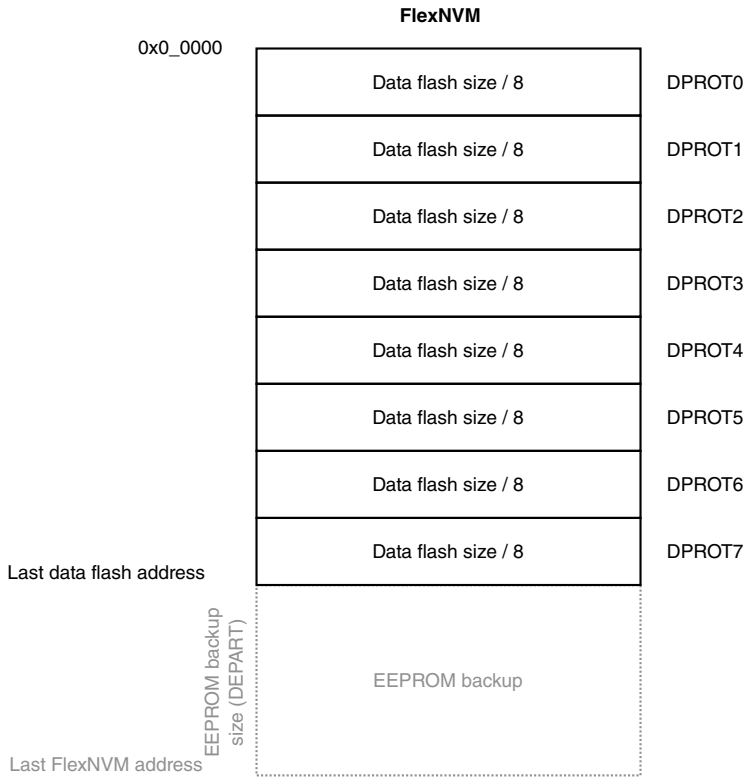 FlexNVM
0x0_0000
Data flash size / 8 DPROT0
Data flash size / 8 DPROT1
Data flash size / 8 DPROT2
Data flash size / 8 DPROT3
Data flash size / 8 DPROT4
Data flash size / 8 DPROT5
Data flash size / 8 DPROT6
Data flash size / 8 DPROT7
Last data flash address
EEPROM backup
size (DEPART)
EEPROM backup
Last FlexNVM address